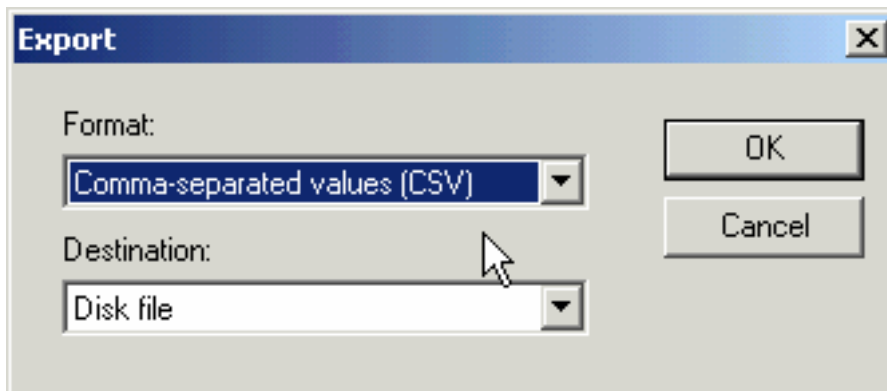 Export
Format:
Comma-separated values (CSV)
Destination:
Disk file
OK
Cancel